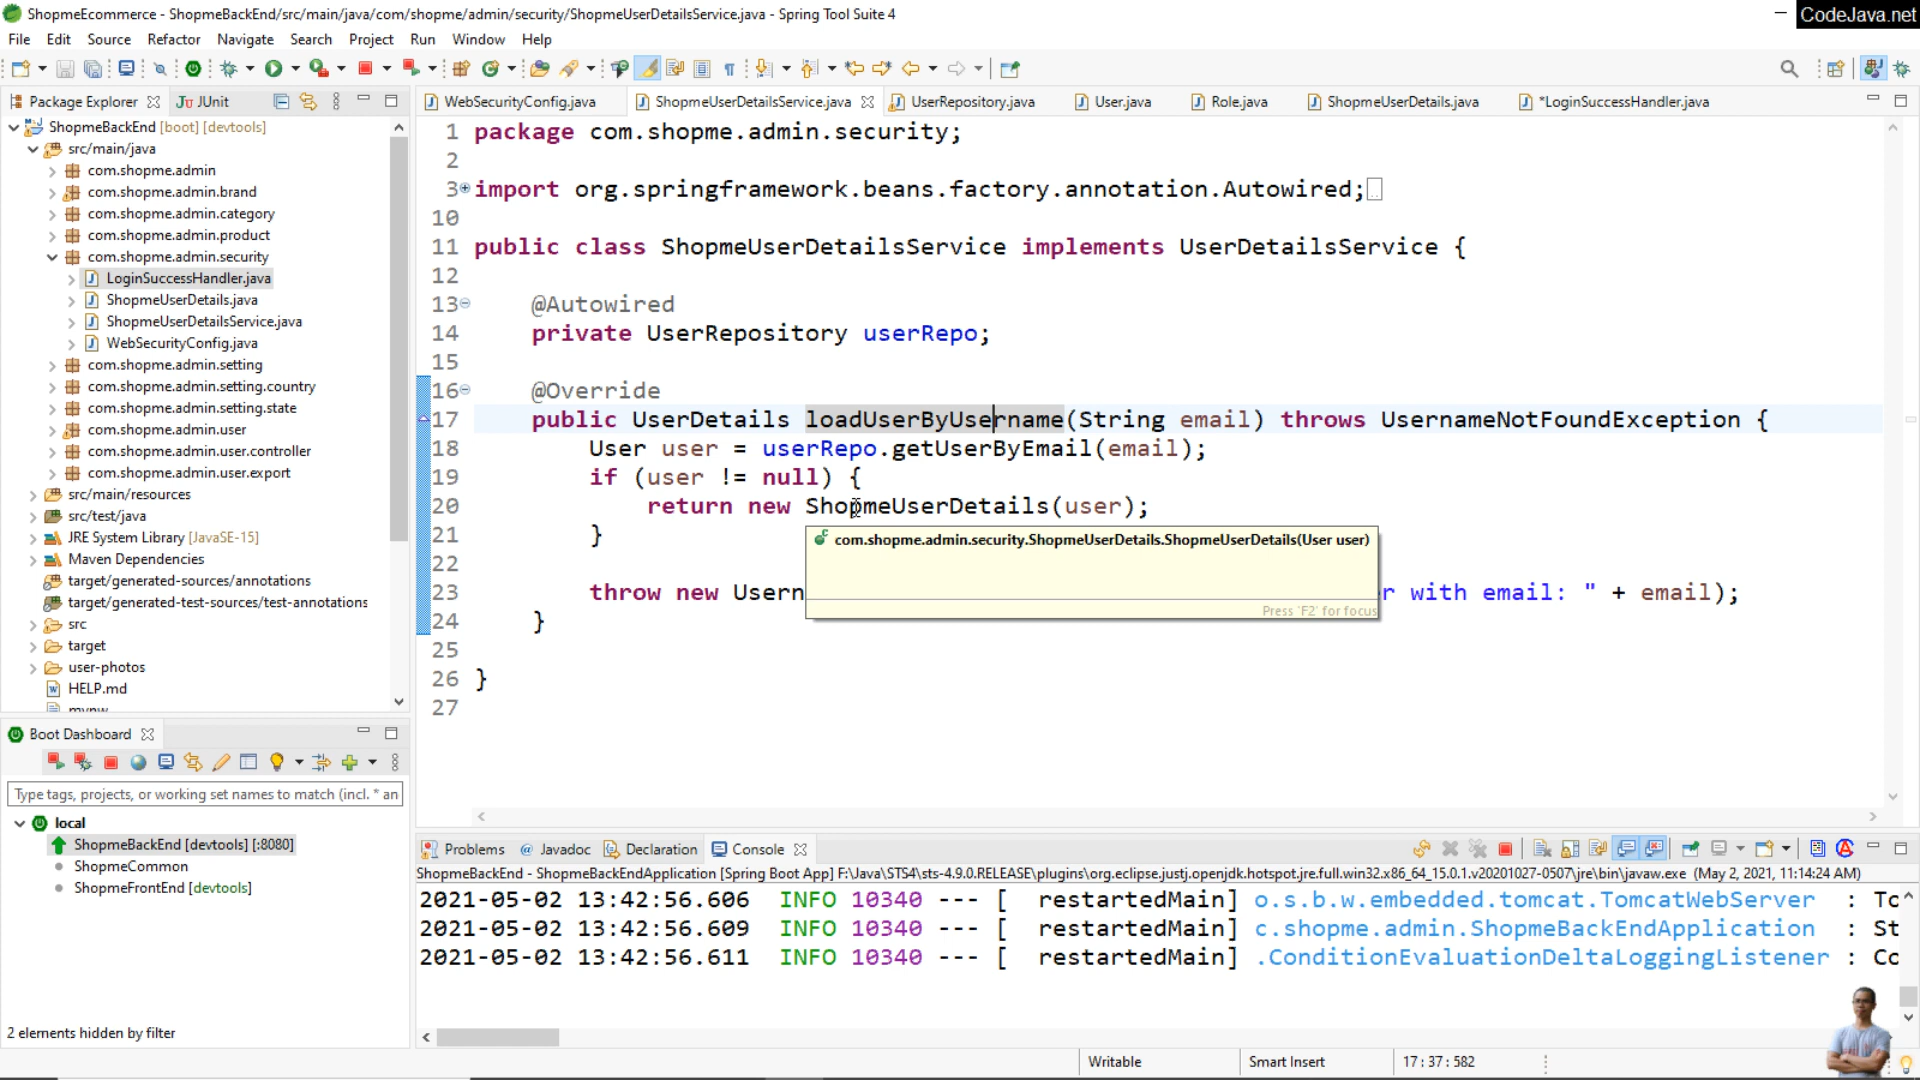 ShopmeEcommerce - ShopmeBackEnd/src/main/java/com/shopme/admin/security/ShopmeUserDetailsService.java - Spring Tool Suite 4
CodeJava.net
File Edit Source Refactor Navigate Search Project Run Window Help
Package Explorer
JUnit
ShopmeBackEnd [boot] [devtools]
src/main/java
com.shopme.admin
com.shopme.admin.brand
com.shopme.admin.category
com.shopme.admin.product
com.shopme.admin.security
LoginSuccessHandler.java
ShopmeUserDetails.java
ShopmeUserDetailsService.java
WebSecurityConfig.java
com.shopme.admin.setting
com.shopme.admin.setting.country
com.shopme.admin.setting.state
com.shopme.admin.user
com.shopme.admin.user.controller
com.shopme.admin.user.export
src/main/resources
src/test/java
JRE System Library [JavaSE-15]
Maven Dependencies
target/generated-sources/annotations
target/generated-test-sources/test-annotations
src
target
user-photos
HELP.md
WebSecurityConfig.java ShopmeUserDetailsService.java UserRepository.java User.java Role.java ShopmeUserDetails.java *LoginSuccessHandler.java
1 package com.shopme.admin.security;
2
3 import org.springframework.beans.factory.annotation.Autowired;
10
11 public class ShopmeUserDetailsService implements UserDetailsService {
12
13 @Autowired
14 private UserRepository userRepo;
15
16 @Override
17 public UserDetails loadUserByUsername(String email) throws UsernameNotFoundException {
18 User user = userRepo.getUserByEmail(email);
19 if (user != null) {
20 return new ShopmeUserDetails(user);
21 }
com.shopme.admin.security.ShopmeUserDetails.ShopmeUserDetails(User user)
Press 'F2' for focus
22
23 throw new Usern r with email: " + email);
24 }
25
26 }
27
Boot Dashboard
Type tags, projects, or working set names to match (incl. * an
local
ShopmeBackEnd [devtools] [:8080]
ShopmeCommon
ShopmeFrontEnd [devtools]
2 elements hidden by filter
Problems @ Javadoc Declaration Console
ShopmeBackEnd - ShopmeBackEndApplication [Spring Boot App] F:\Java\STS4\sts-4.9.0.RELEASE\plugins\org.eclipse.justj.openjdk.hotspot.jre.full.win32.x86_64_15.0.1.v20201027-0507\jre\bin\javaw.exe (May 2, 2021, 11:14:24 AM)
2021-05-02 13:42:56.606 INFO 10340 --- [ restartedMain] o.s.b.w.embedded.tomcat.TomcatWebServer : To
2021-05-02 13:42:56.609 INFO 10340 --- [ restartedMain] c.shopme.admin.ShopmeBackEndApplication : St
2021-05-02 13:42:56.611 INFO 10340 --- [ restartedMain] .ConditionEvaluationDeltaLoggingListener : Co
Writable
Smart Insert
17 : 37 : 582